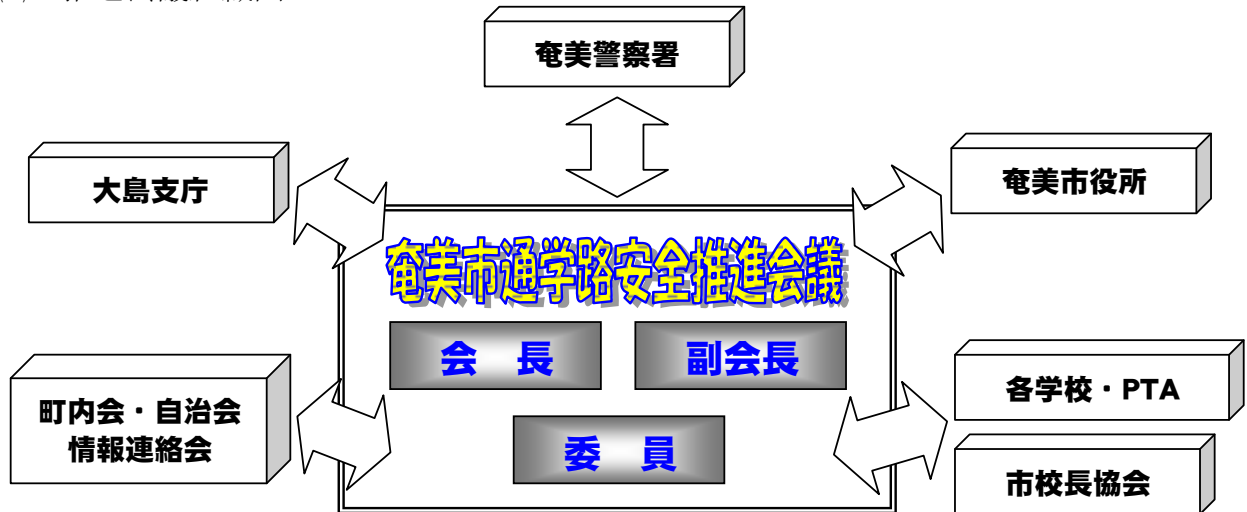 奄美警察署
大島支庁
奄美市役所
奄美市通学路安全推進会議
会　長
副会長
委　員
町内会・自治会
情報連絡会
各学校・PTA
市校長協会